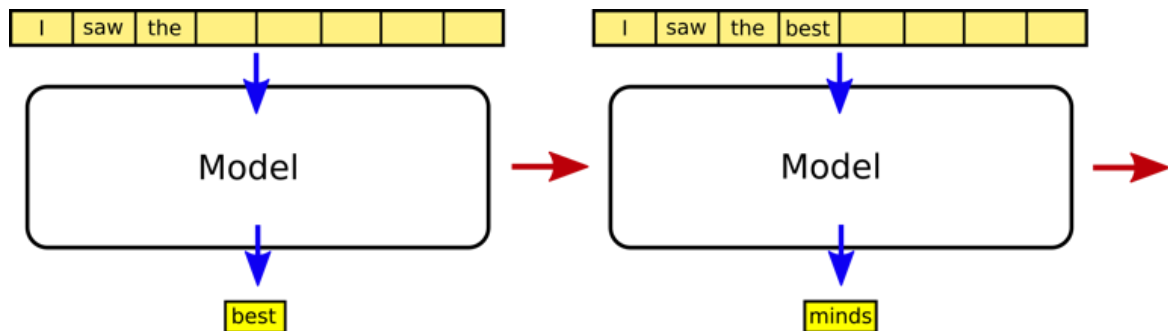 I saw the
I saw the best
Model
Model
best
minds